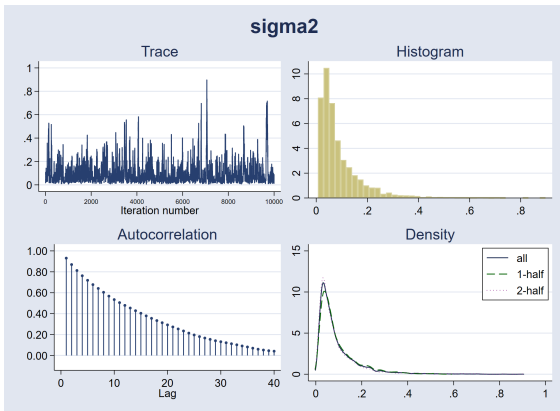 sigma2
Trace
1
.8
.6
.4
.2
0
0 2000 4000 6000 8000 10000
Iteration number
Histogram
10
8
6
4
2
0
0 .2 .4 .6 .8
Autocorrelation
1.00
0.80
0.60
0.40
0.20
0.00
0 10 20 30 40
Lag
Density
15
10
5
0
0 .2 .4 .6 .8 1
all
1-half
2-half